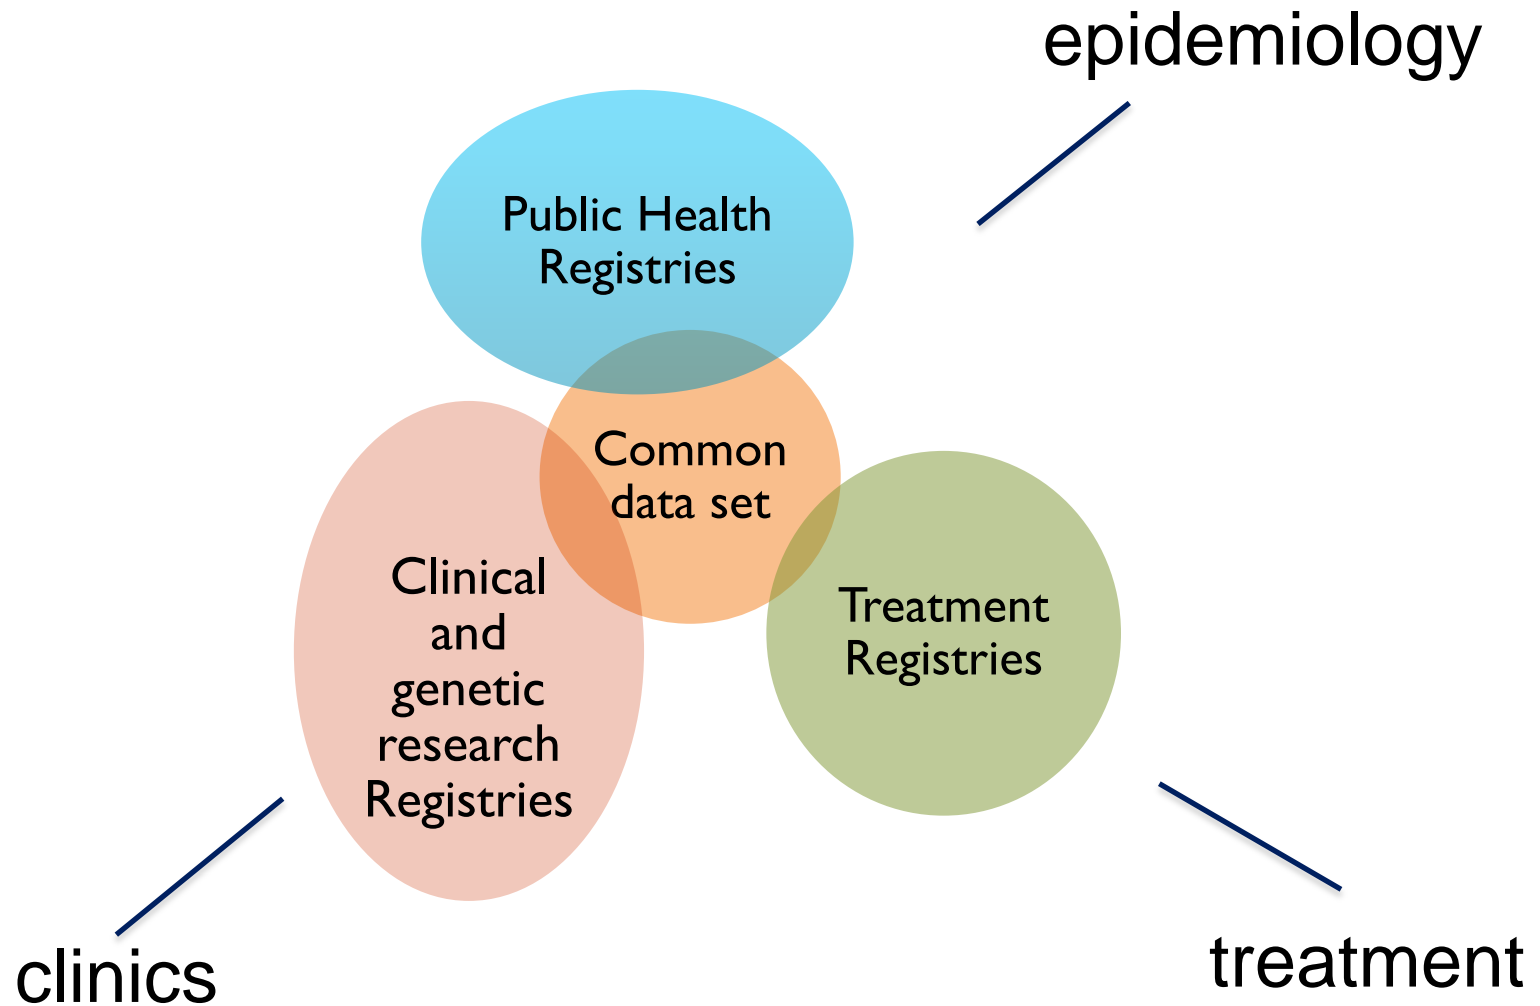 epidemiology
Public Health
Registries
Common
data set
Clinical
and
genetic
research
Registries
Treatment
Registries
clinics
treatment